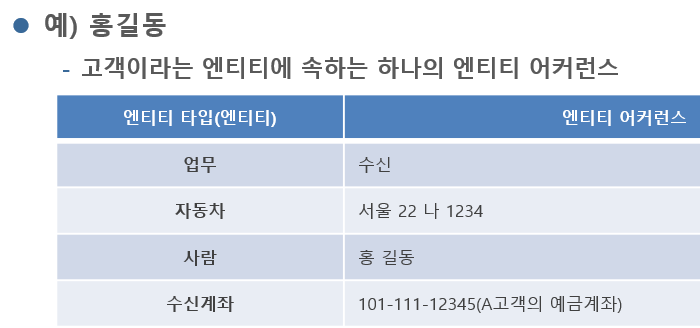 예) 홍길동
- 고객이라는 엔티티에 속하는 하나의 엔티티 어커런스
엔티티 타입(엔티티) 엔티티 어커런스
업무 수신
자동차 서울 22 나 1234
사람 홍 길동
수신계좌 101-111-12345(A고객의 예금계좌)